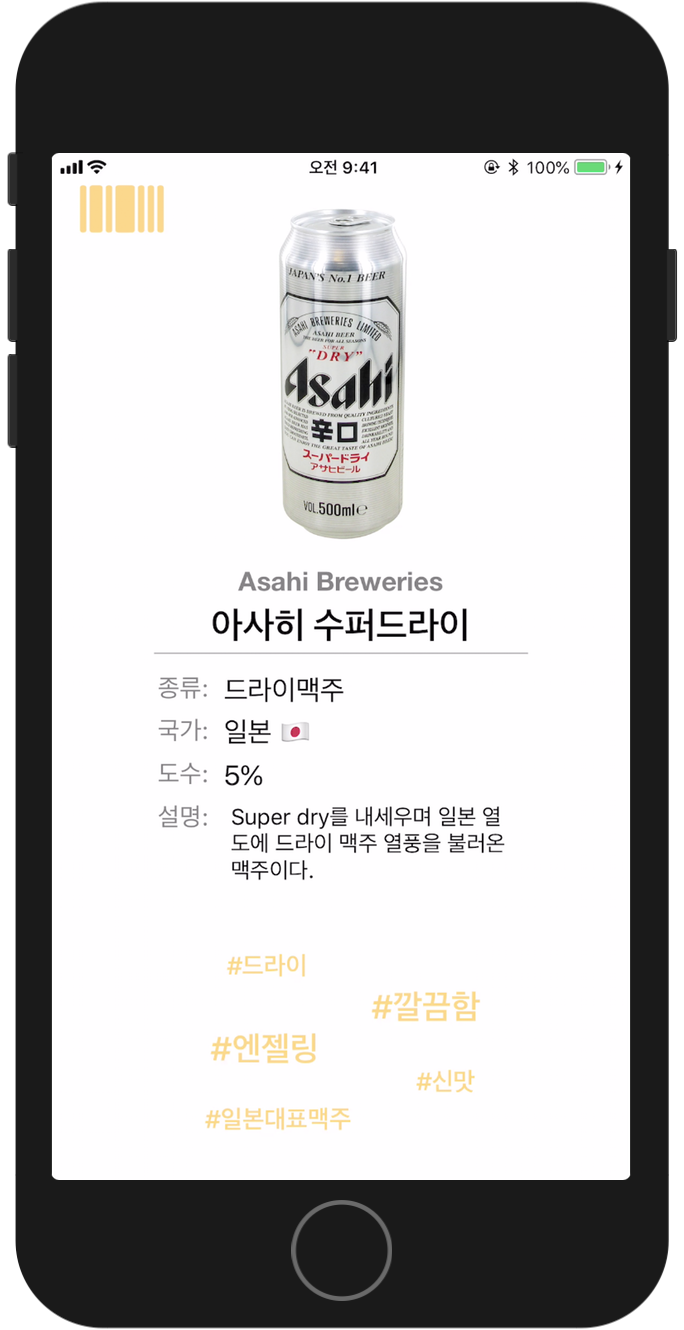 오전 9:41
100%
JAPAN'S No.1 BEER
ASAHI BREWERIES LIMITED
ASAHI BEER
THE BEER FOR ALL SEASONS
SUPER
"DRY"
Asahi
辛口
スーパードライ
アサヒビール
VOL.500ml℮
Asahi Breweries
아사히 수퍼드라이
종류: 드라이맥주
국가: 일본 🇯🇵
도수: 5%
설명: Super dry를 내세우며 일본 열
도에 드라이 맥주 열풍을 불러온
맥주이다.
#드라이
#깔끔함
#엔젤링
#신맛
#일본대표맥주